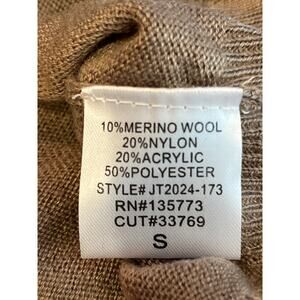 10%MERINO WOOL
20%NYLON
20%ACRYLIC
50%POLYESTER
STYLE# JT2024-173
RN#135773
CUT#33769
S